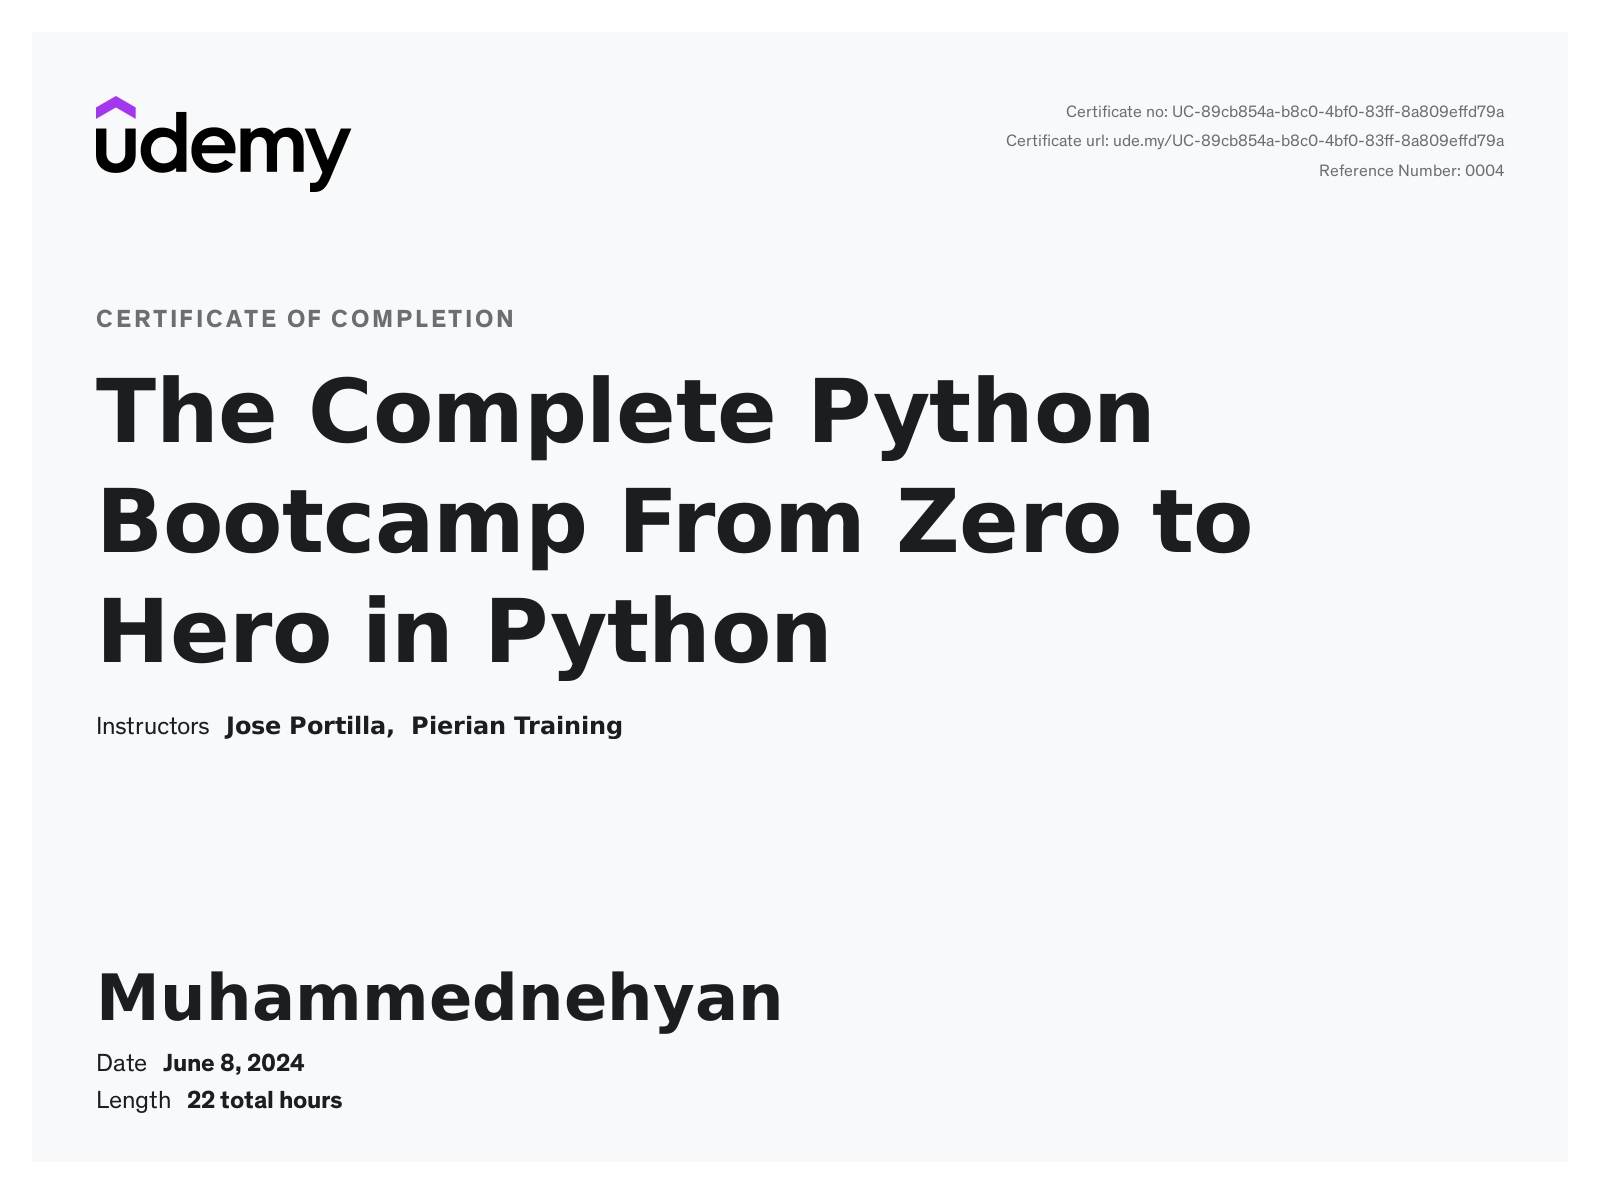 udemy
Certificate no: UC-89cb854a-b8c0-4bf0-83ff-8a809effd79a
Certificate url: ude.my/UC-89cb854a-b8c0-4bf0-83ff-8a809effd79a
Reference Number: 0004
CERTIFICATE OF COMPLETION
The Complete Python
Bootcamp From Zero to
Hero in Python
Instructors Jose Portilla, Pierian Training
Muhammednehyan
Date June 8, 2024
Length 22 total hours